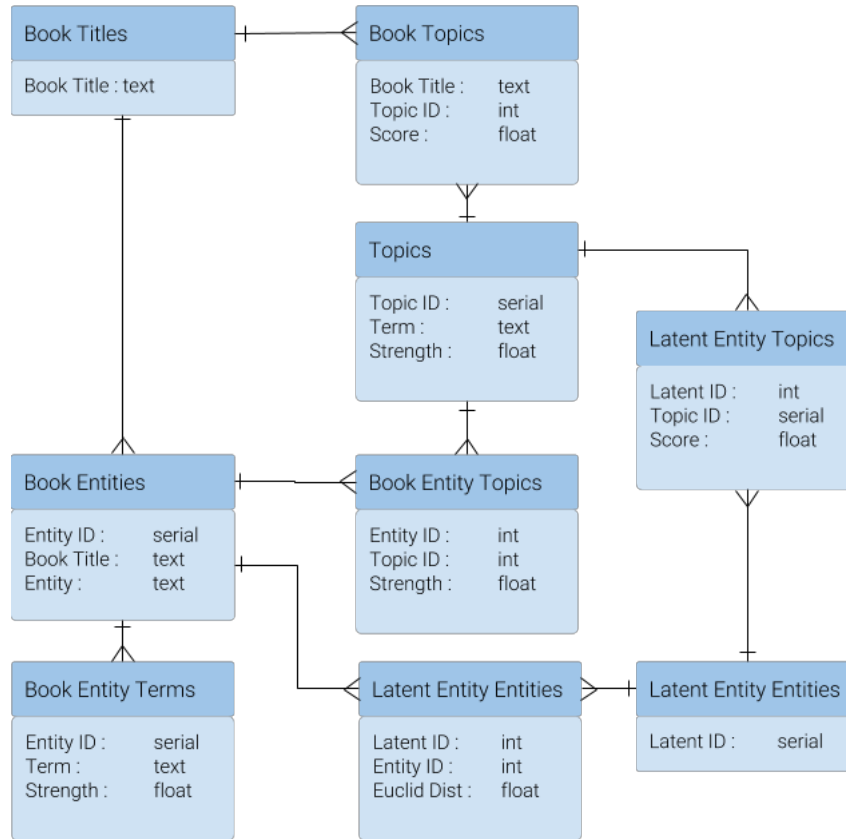 Book Titles
Book Title : text
Book Topics
Book Title : text
Topic ID : int
Score : float
Topics
Topic ID : serial
Term : text
Strength : float
Latent Entity Topics
Latent ID : int
Topic ID : serial
Score : float
Book Entities
Entity ID : serial
Book Title : text
Entity : text
Book Entity Topics
Entity ID : int
Topic ID : int
Strength : float
Book Entity Terms
Entity ID : serial
Term : text
Strength : float
Latent Entity Entities
Latent ID : int
Entity ID : int
Euclid Dist : float
Latent Entity Entities
Latent ID : serial